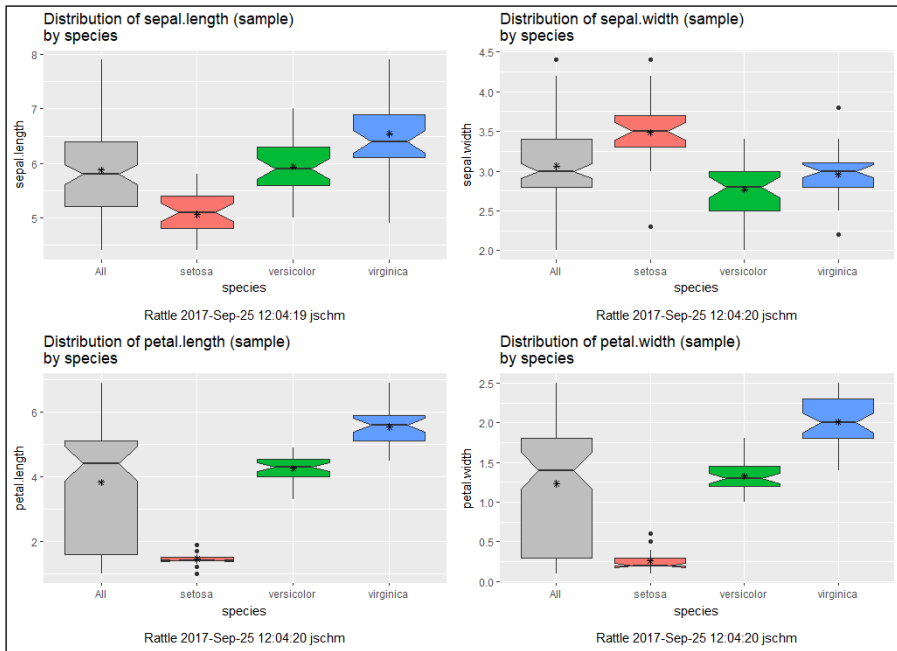 Distribution of sepal.length (sample)
by species
8
7
6
5
sepal.length
All
setosa
versicolor
virginica
species
Rattle 2017-Sep-25 12:04:19 jschm
Distribution of sepal.width (sample)
by species
4.5
4.0
3.5
3.0
2.5
2.0
sepal.width
All
setosa
versicolor
virginica
species
Rattle 2017-Sep-25 12:04:20 jschm
Distribution of petal.length (sample)
by species
6
4
2
petal.length
All
setosa
versicolor
virginica
species
Rattle 2017-Sep-25 12:04:20 jschm
Distribution of petal.width (sample)
by species
2.5
2.0
1.5
1.0
0.5
0.0
petal.width
All
setosa
versicolor
virginica
species
Rattle 2017-Sep-25 12:04:20 jschm